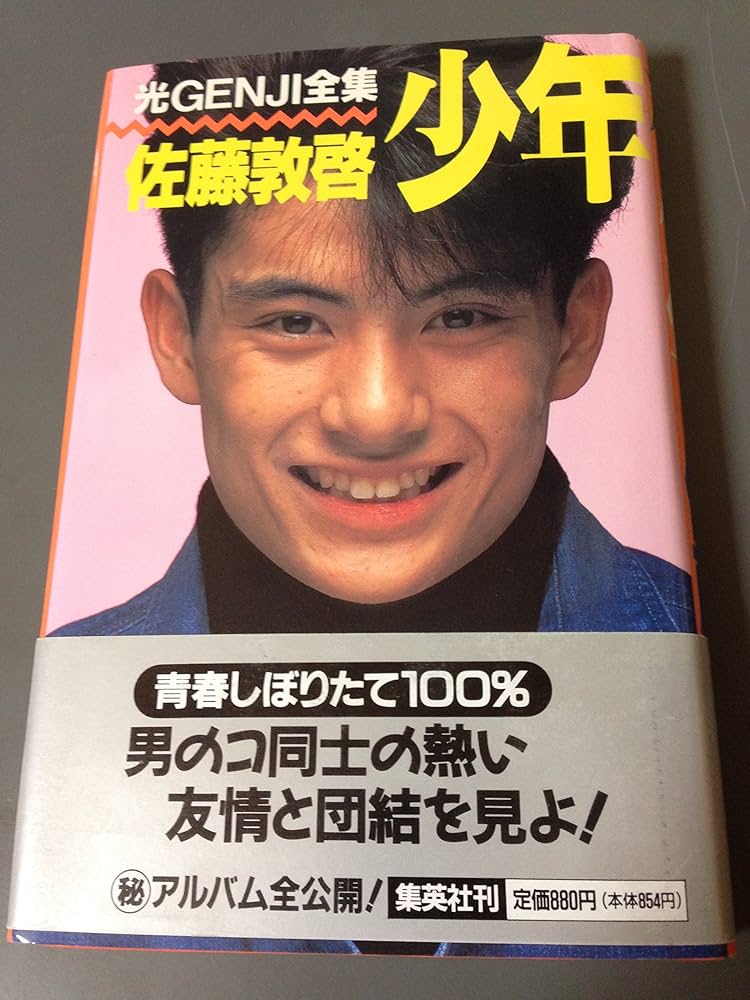 光GENJI全集
佐藤敦啓
少年
青春しぼりたて100%
男のコ同士の熱い
友情と団結を見よ!
㊙アルバム全公開! 集英社刊 定価880円(本体854円)